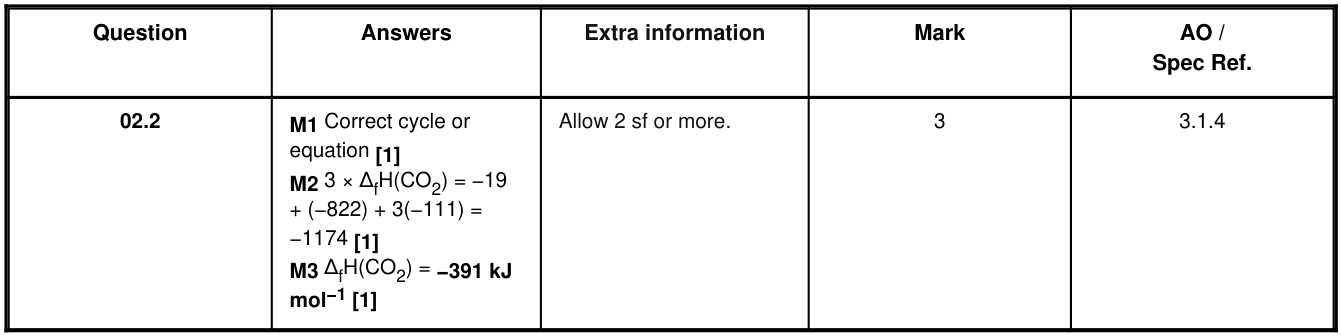 Question Answers Extra information Mark AO /
Spec Ref.
02.2 M1 Correct cycle or Allow 2 sf or more. 3 3.1.4
equation [1]
M2 3 × ΔfH(CO2) = −19
+ (−822) + 3(−111) =
−1174 [1]
M3 ΔfH(CO2) = −391 kJ
mol−1 [1]